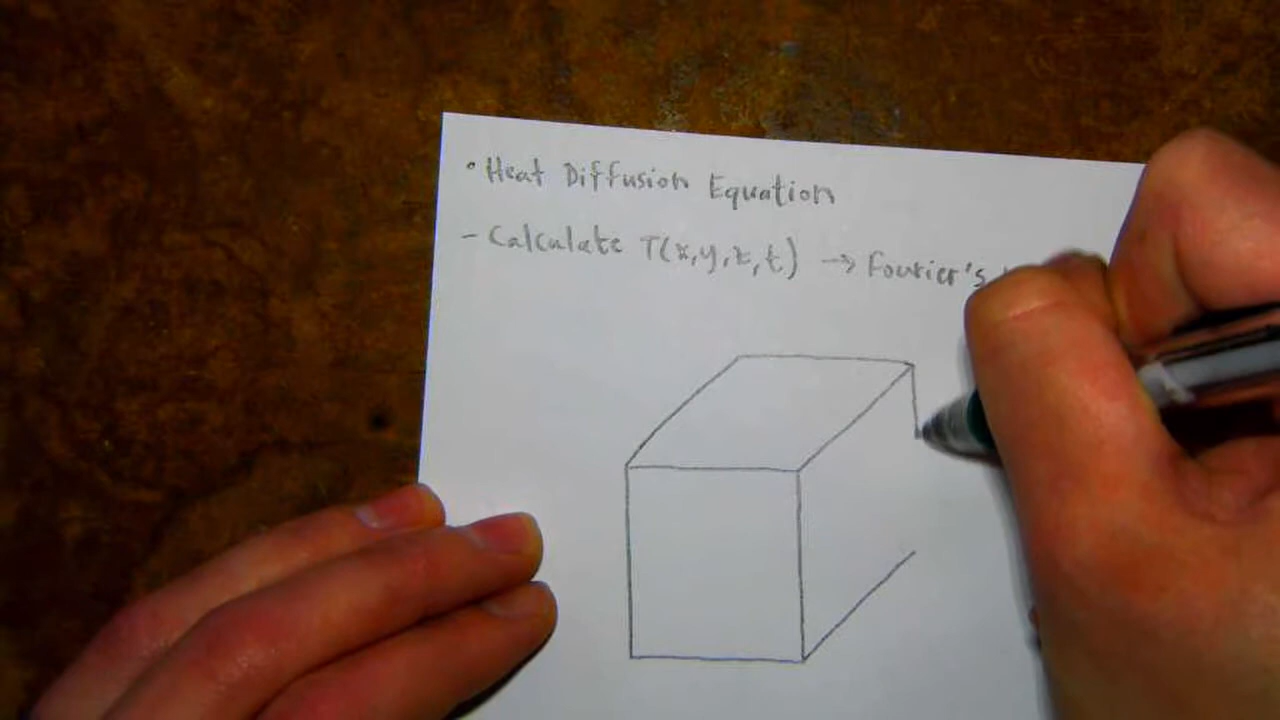 • Heat Diffusion Equation
- Calculate T(x,y,z,t) → Fourier's